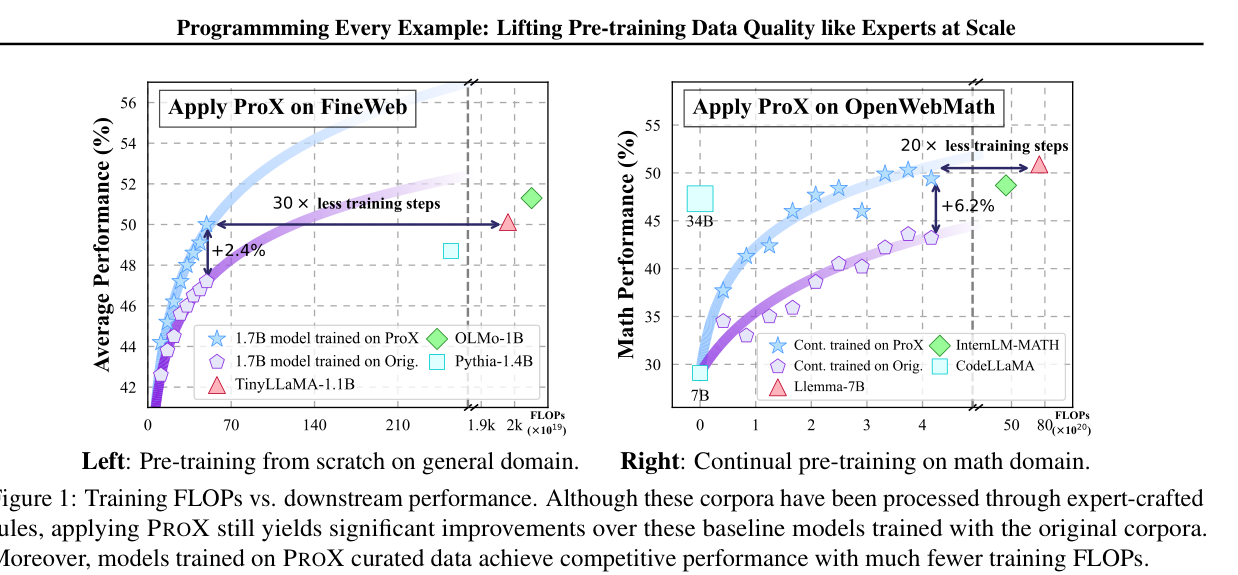 Programmming Every Example: Lifting Pre-training Data Quality like Experts at Scale
Apply ProX on FineWeb
Average Performance (%)
56
54
52
50
48
46
44
42
30 × less training steps
+2.4%
1.7B model trained on ProX
1.7B model trained on Orig.
TinyLLaMA-1.1B
OLMo-1B
Pythia-1.4B
0 70 140 210 1.9k 2k FLOPs
(×10¹⁹)
Apply ProX on OpenWebMath
Math Performance (%)
55
50
45
40
35
30
20 × less training steps
+6.2%
34B
7B
Cont. trained on ProX
Cont. trained on Orig.
Llemma-7B
InternLM-MATH
CodeLLaMA
0 1 2 3 4 50 80 FLOPs
(×10²⁰)
Left: Pre-training from scratch on general domain.
Right: Continual pre-training on math domain.
Figure 1: Training FLOPs vs. downstream performance. Although these corpora have been processed through expert-crafted
ules, applying PROX still yields significant improvements over these baseline models trained with the original corpora.
Moreover, models trained on PROX curated data achieve competitive performance with much fewer training FLOPs.